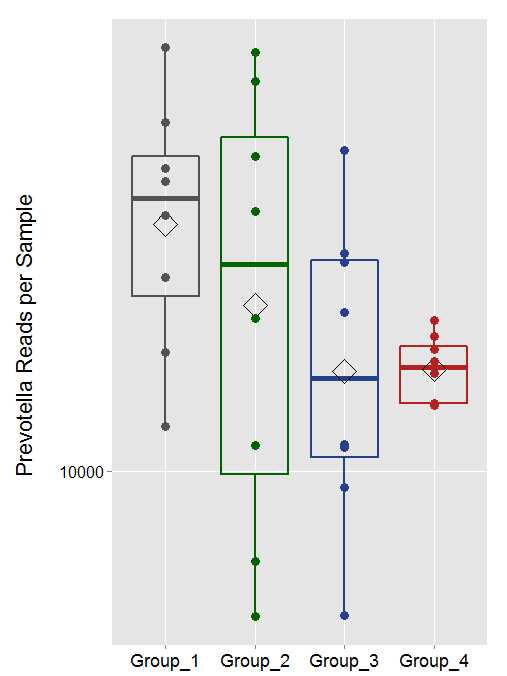 Prevotella Reads per Sample
10000
Group_1 Group_2 Group_3 Group_4